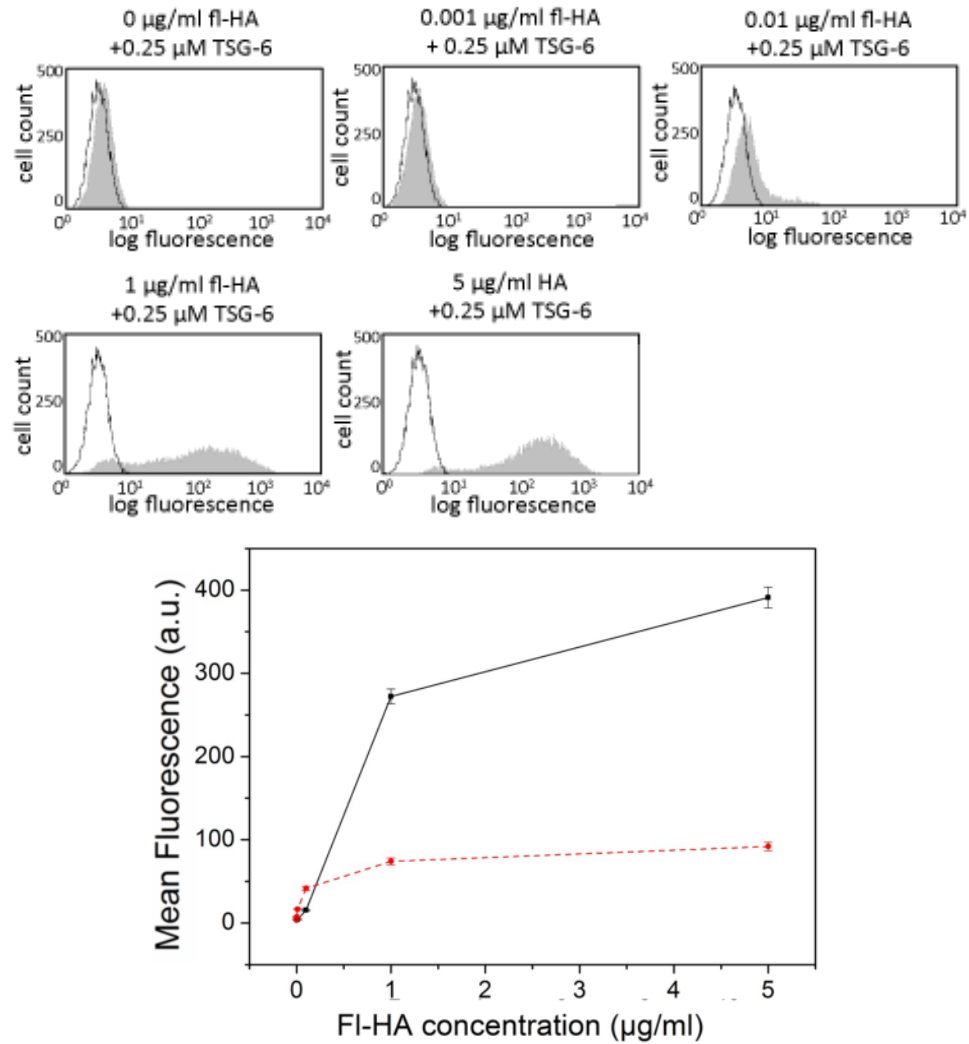 0 µg/ml fl-HA
+0.25 µM TSG-6
500
250
0
cell count
10⁰ 10¹ 10² 10³ 10⁴
log fluorescence
0.001 µg/ml fl-HA
+ 0.25 µM TSG-6
500
250
0
cell count
10⁰ 10¹ 10² 10³ 10⁴
log fluorescence
0.01 µg/ml fl-HA
+0.25 µM TSG-6
500
250
0
cell count
10⁰ 10¹ 10² 10³ 10⁴
log fluorescence
1 µg/ml fl-HA
+0.25 µM TSG-6
500
250
0
cell count
10⁰ 10¹ 10² 10³ 10⁴
log fluorescence
5 µg/ml HA
+0.25 µM TSG-6
500
250
0
cell count
10⁰ 10¹ 10² 10³ 10⁴
log fluorescence
Mean Fluorescence (a.u.)
400
300
200
100
0
0 1 2 3 4 5
Fl-HA concentration (µg/ml)